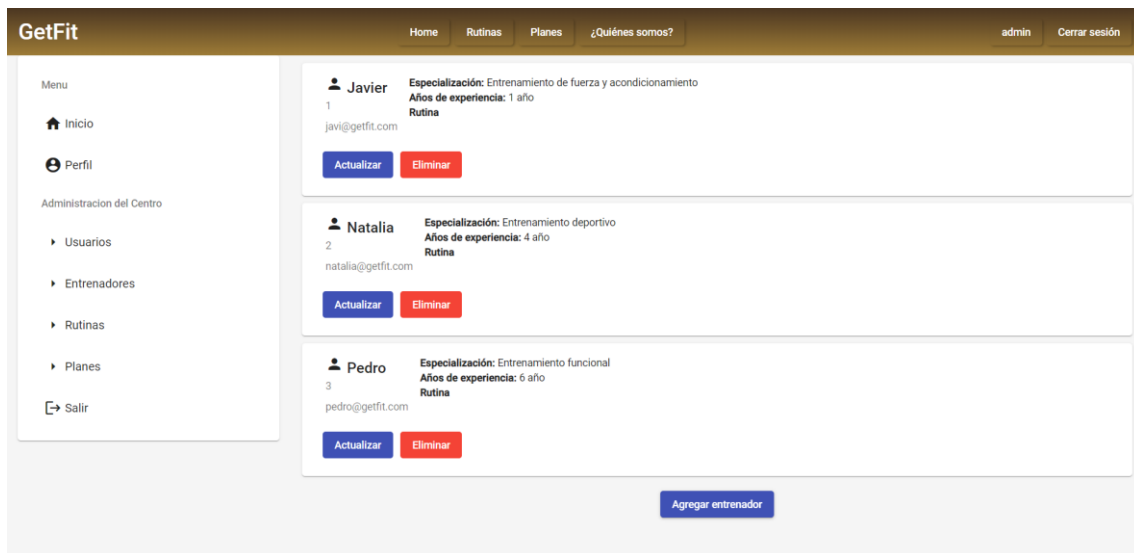 GetFit
Home Rutinas Planes ¿Quiénes somos? admin Cerrar sesión
Menu
Inicio
Perfil
Administracion del Centro
Usuarios
Entrenadores
Rutinas
Planes
Salir
Javier
1
javi@getfit.com
Especialización: Entrenamiento de fuerza y acondicionamiento
Años de experiencia: 1 año
Rutina
Actualizar Eliminar
Natalia
2
natalia@getfit.com
Especialización: Entrenamiento deportivo
Años de experiencia: 4 año
Rutina
Actualizar Eliminar
Pedro
3
pedro@getfit.com
Especialización: Entrenamiento funcional
Años de experiencia: 6 año
Rutina
Actualizar Eliminar
Agregar entrenador